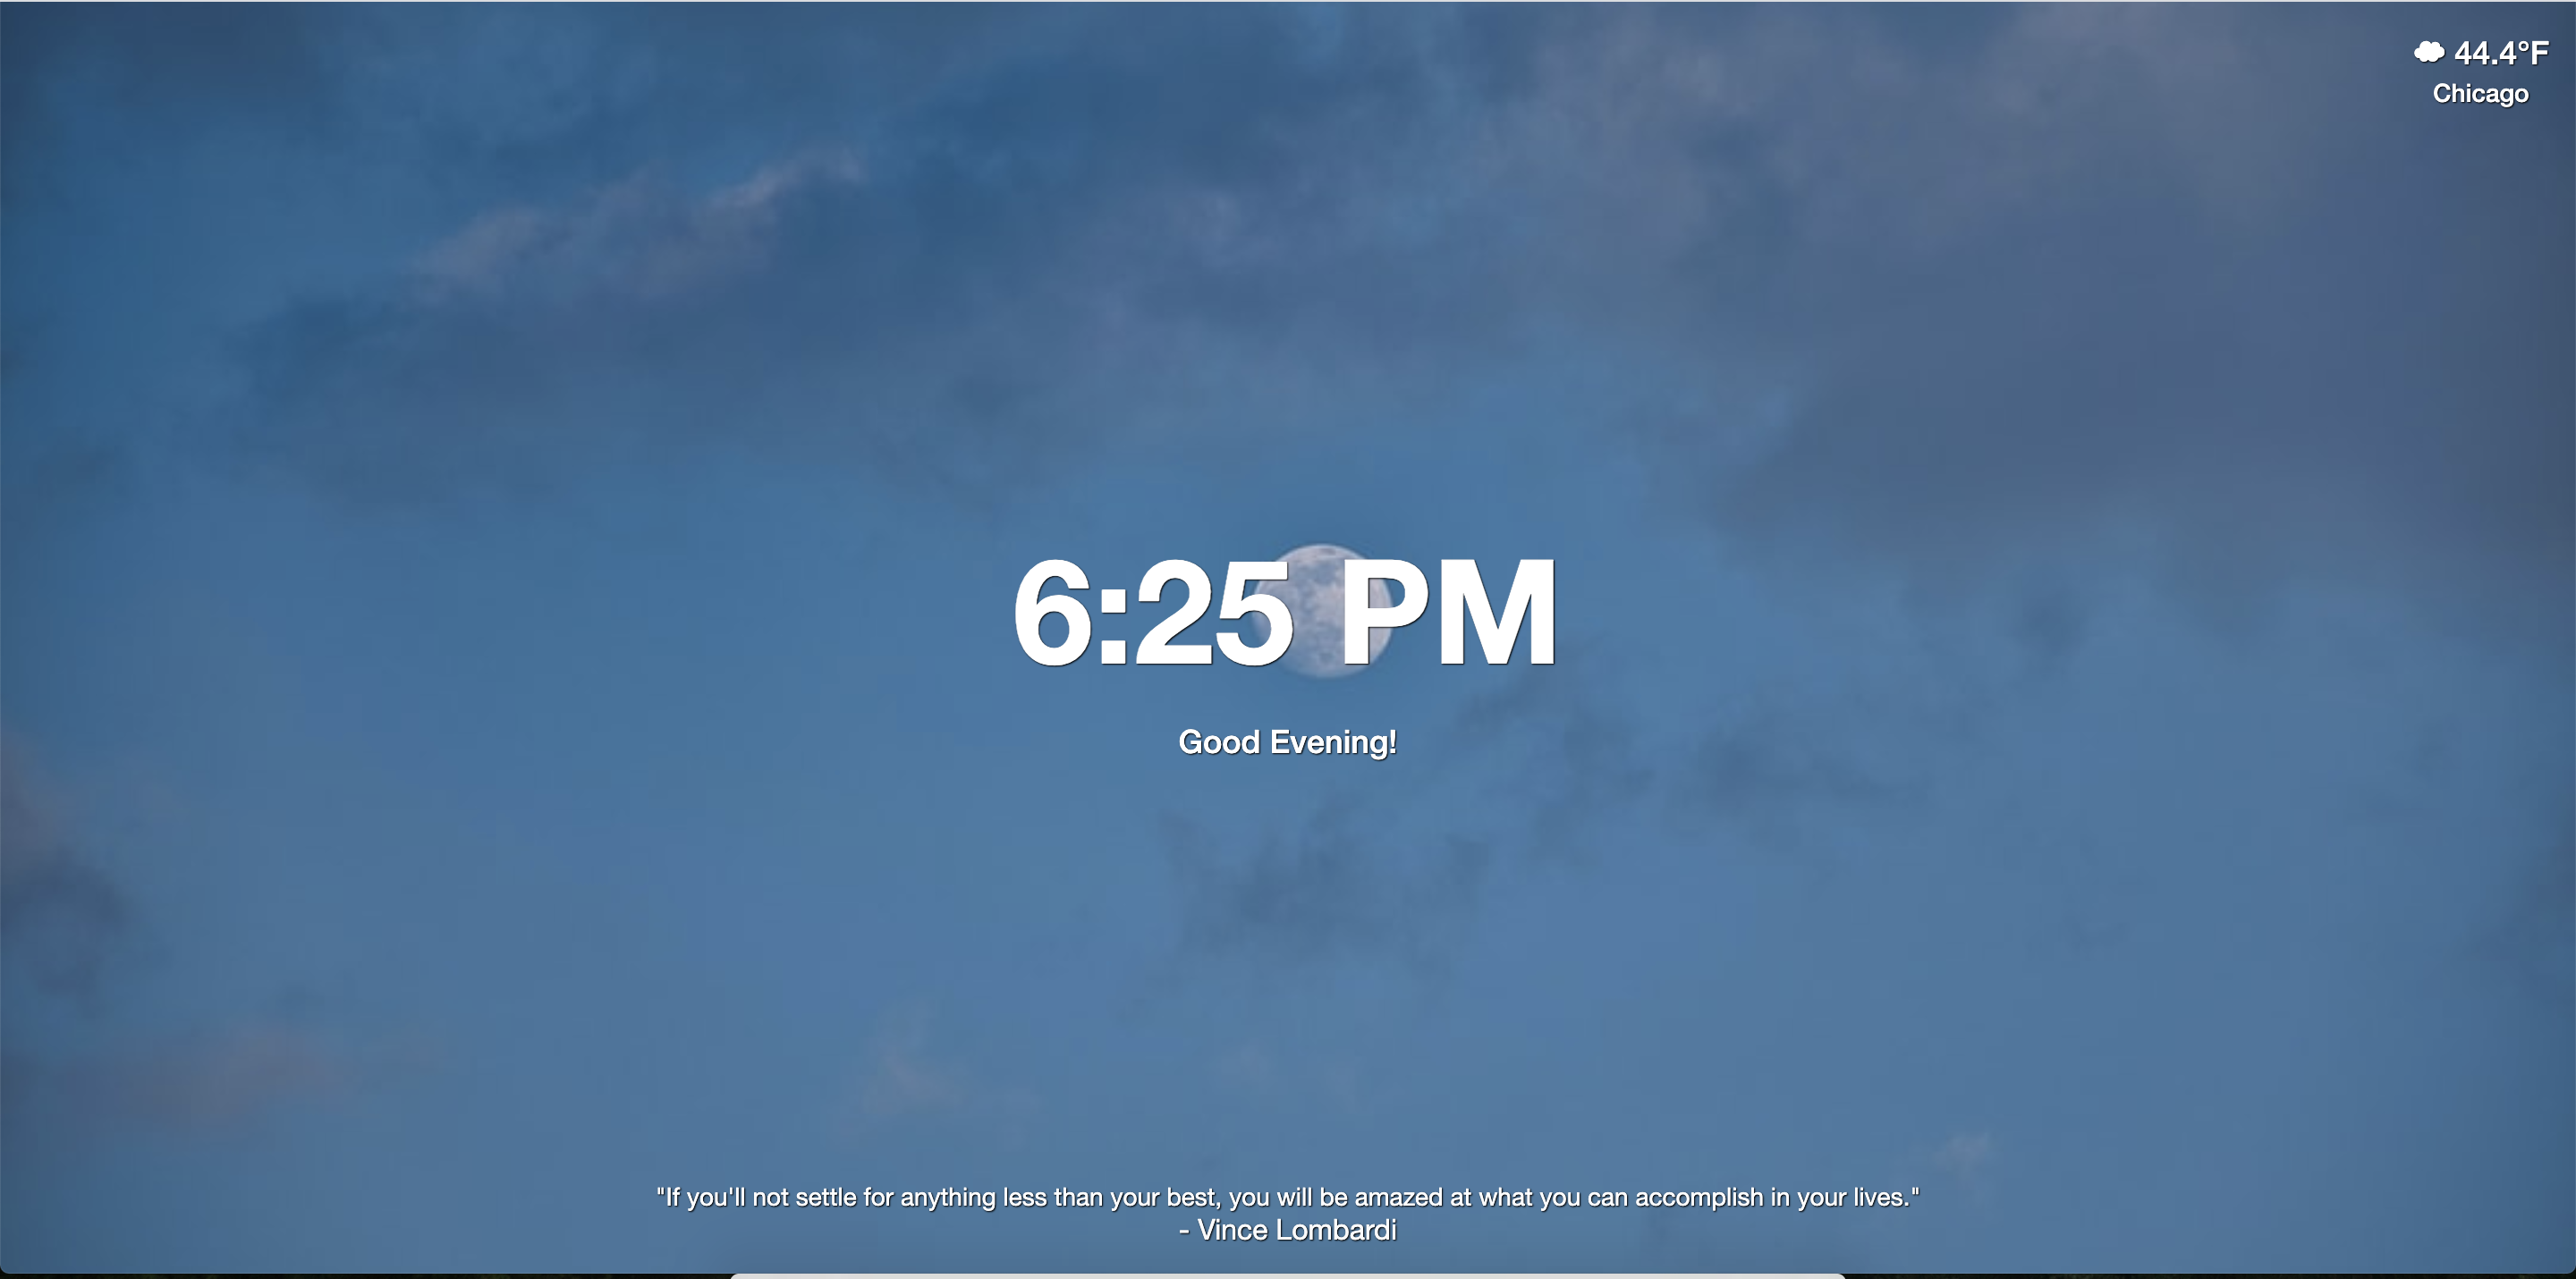 44.4°F
Chicago
6:25 PM
Good Evening!
"If you'll not settle for anything less than your best, you will be amazed at what you can accomplish in your lives."
- Vince Lombardi